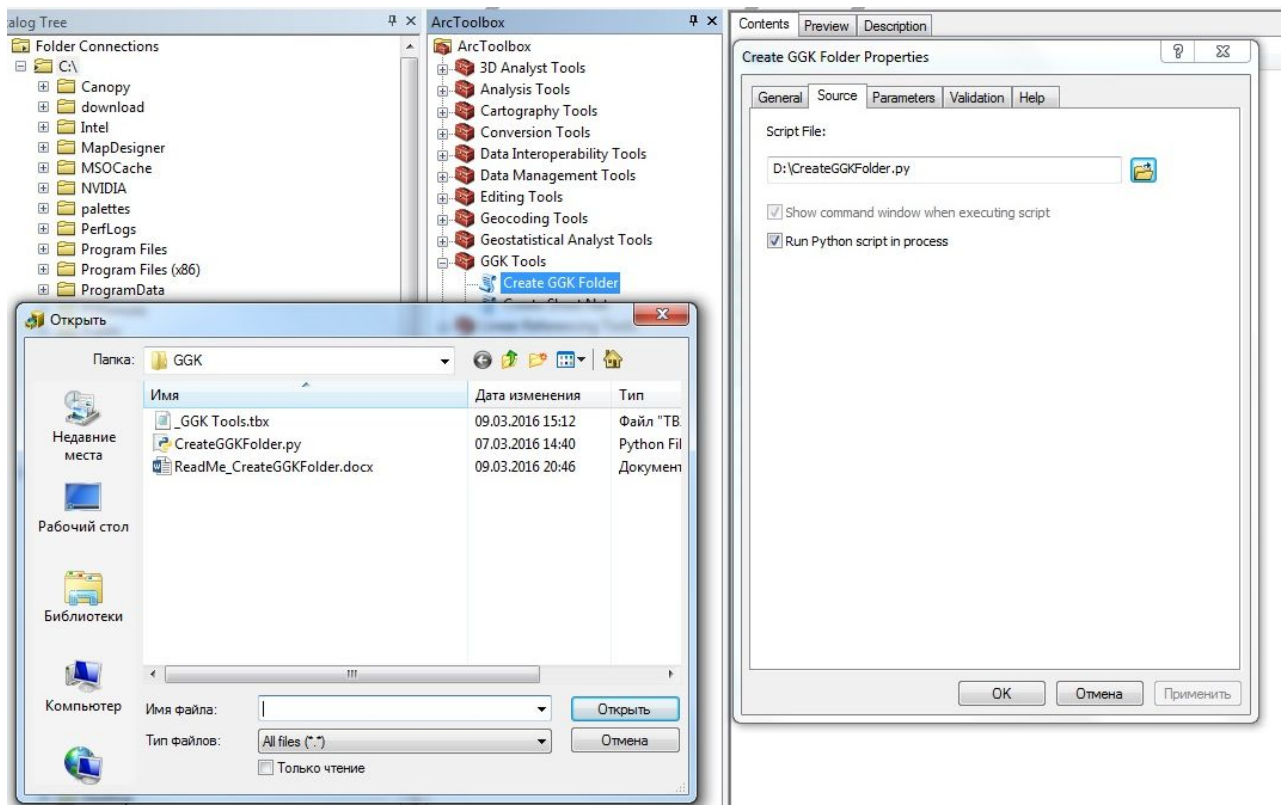 alog Tree
Folder Connections
C:\
Canopy
download
Intel
MapDesigner
MSOCache
NVIDIA
palettes
PerfLogs
Program Files
Program Files (x86)
ProgramData
ArcToolbox
ArcToolbox
3D Analyst Tools
Analysis Tools
Cartography Tools
Conversion Tools
Data Interoperability Tools
Data Management Tools
Editing Tools
Geocoding Tools
Geostatistical Analyst Tools
GGK Tools
Create GGK Folder
Contents Preview Description
Create GGK Folder Properties
General Source Parameters Validation Help
Script File:
D:\CreateGGKFolder.py
Show command window when executing script
Run Python script in process
OK Отмена Применить
Открыть
Папка: GGK
Имя Дата изменения Тип
_GGK Tools.tbx 09.03.2016 15:12 Файл "TB
CreateGGKFolder.py 07.03.2016 14:40 Python Fil
ReadMe_CreateGGKFolder.docx 09.03.2016 20:46 Документ
Недавние
места
Рабочий стол
Библиотеки
Компьютер
Имя файла: Открыть
Тип файлов: All files (*.*) Отмена
Только чтение